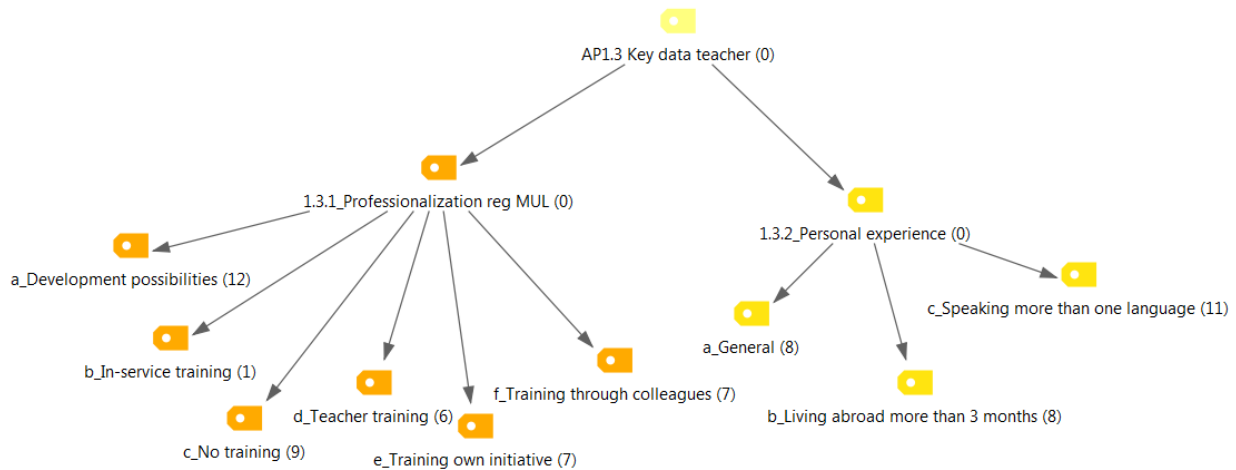 AP1.3 Key data teacher (0)
1.3.1_Professionalization reg MUL (0)
1.3.2_Personal experience (0)
a_Development possibilities (12)
b_In-service training (1)
c_No training (9)
d_Teacher training (6)
e_Training own initiative (7)
f_Training through colleagues (7)
a_General (8)
b_Living abroad more than 3 months (8)
c_Speaking more than one language (11)